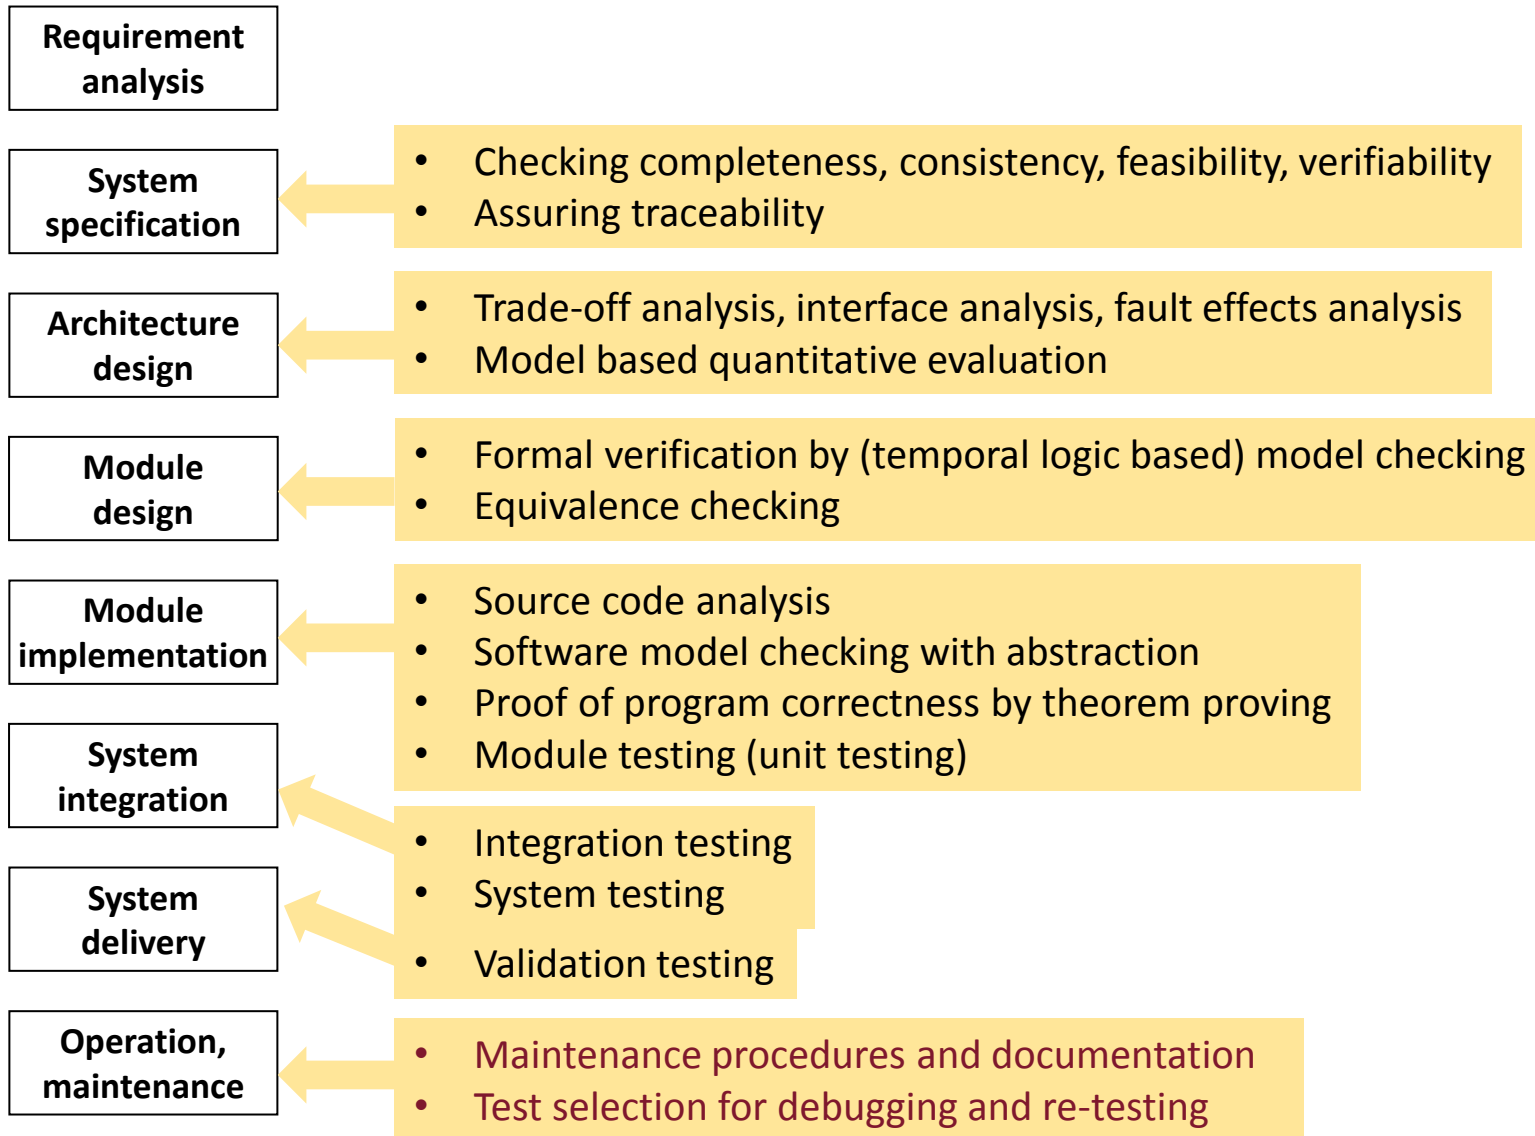 Requirement
analysis
System
specification
• Checking completeness, consistency, feasibility, verifiability
• Assuring traceability
Architecture
design
• Trade-off analysis, interface analysis, fault effects analysis
• Model based quantitative evaluation
Module
design
• Formal verification by (temporal logic based) model checking
• Equivalence checking
Module
implementation
• Source code analysis
• Software model checking with abstraction
• Proof of program correctness by theorem proving
• Module testing (unit testing)
System
integration
• Integration testing
• System testing
System
delivery
• Validation testing
Operation,
maintenance
• Maintenance procedures and documentation
• Test selection for debugging and re-testing